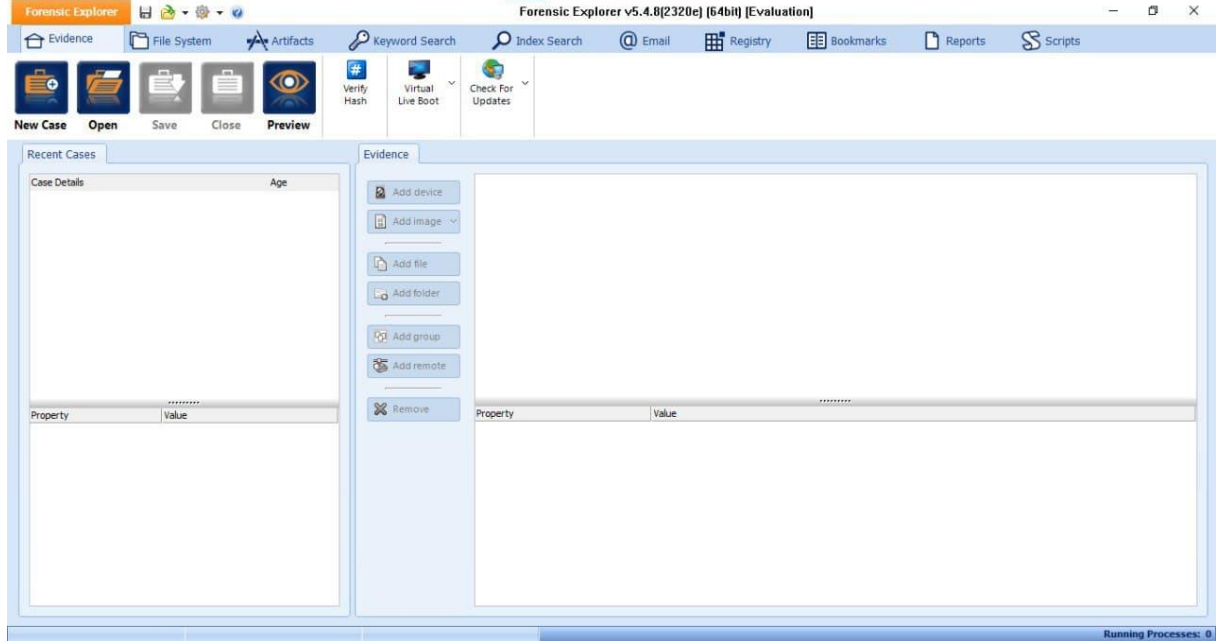 Forensic Explorer
Forensic Explorer v5.4.8(2320e) (64bit) [Evaluation]
Evidence File System Artifacts Keyword Search Index Search Email Registry Bookmarks Reports Scripts
New Case Open Save Close Preview
Verify Hash
Virtual Live Boot
Check For Updates
Recent Cases
Case Details Age
Property Value
Evidence
Add device
Add image
Add file
Add folder
Add group
Add remote
Remove
Property Value
Running Processes: 0